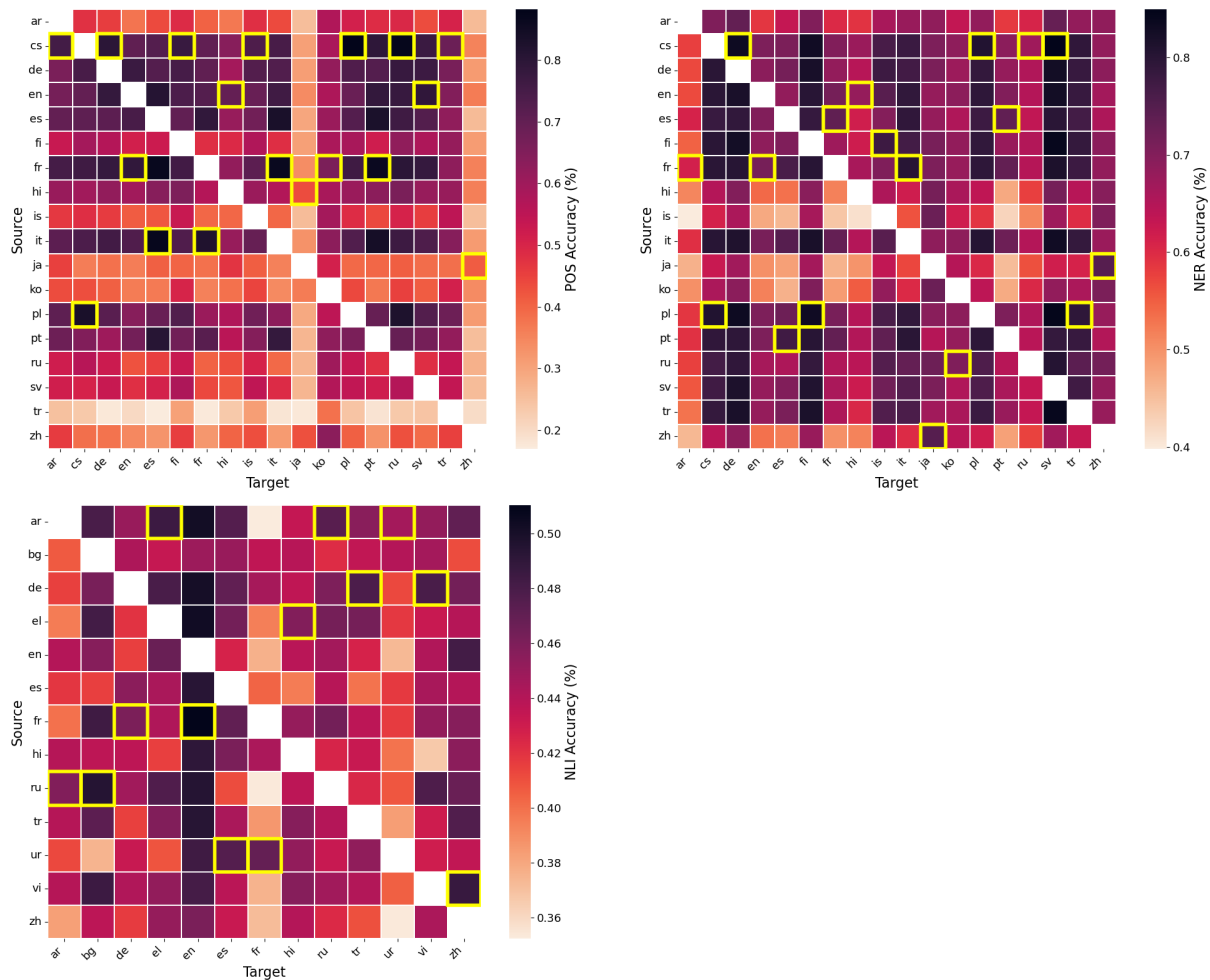 ar
cs
de
en
es
fi
fr
hi
is
it
ja
ko
pl
pt
ru
sv
tr
zh
Source
ar cs de en es fi fr hi is it ja ko pl pt ru sv tr zh
Target
0.8
0.7
0.6
0.5
0.4
0.3
0.2
POS Accuracy (%)
ar
cs
de
en
es
fi
fr
hi
is
it
ja
ko
pl
pt
ru
sv
tr
zh
Source
ar cs de en es fi fr hi is it ja ko pl pt ru sv tr zh
Target
0.8
0.7
0.6
0.5
0.4
NER Accuracy (%)
ar
bg
de
el
en
es
fr
hi
ru
tr
ur
vi
zh
Source
ar bg de el en es fr hi ru tr ur vi zh
Target
0.50
0.48
0.46
0.44
0.42
0.40
0.38
0.36
NLI Accuracy (%)